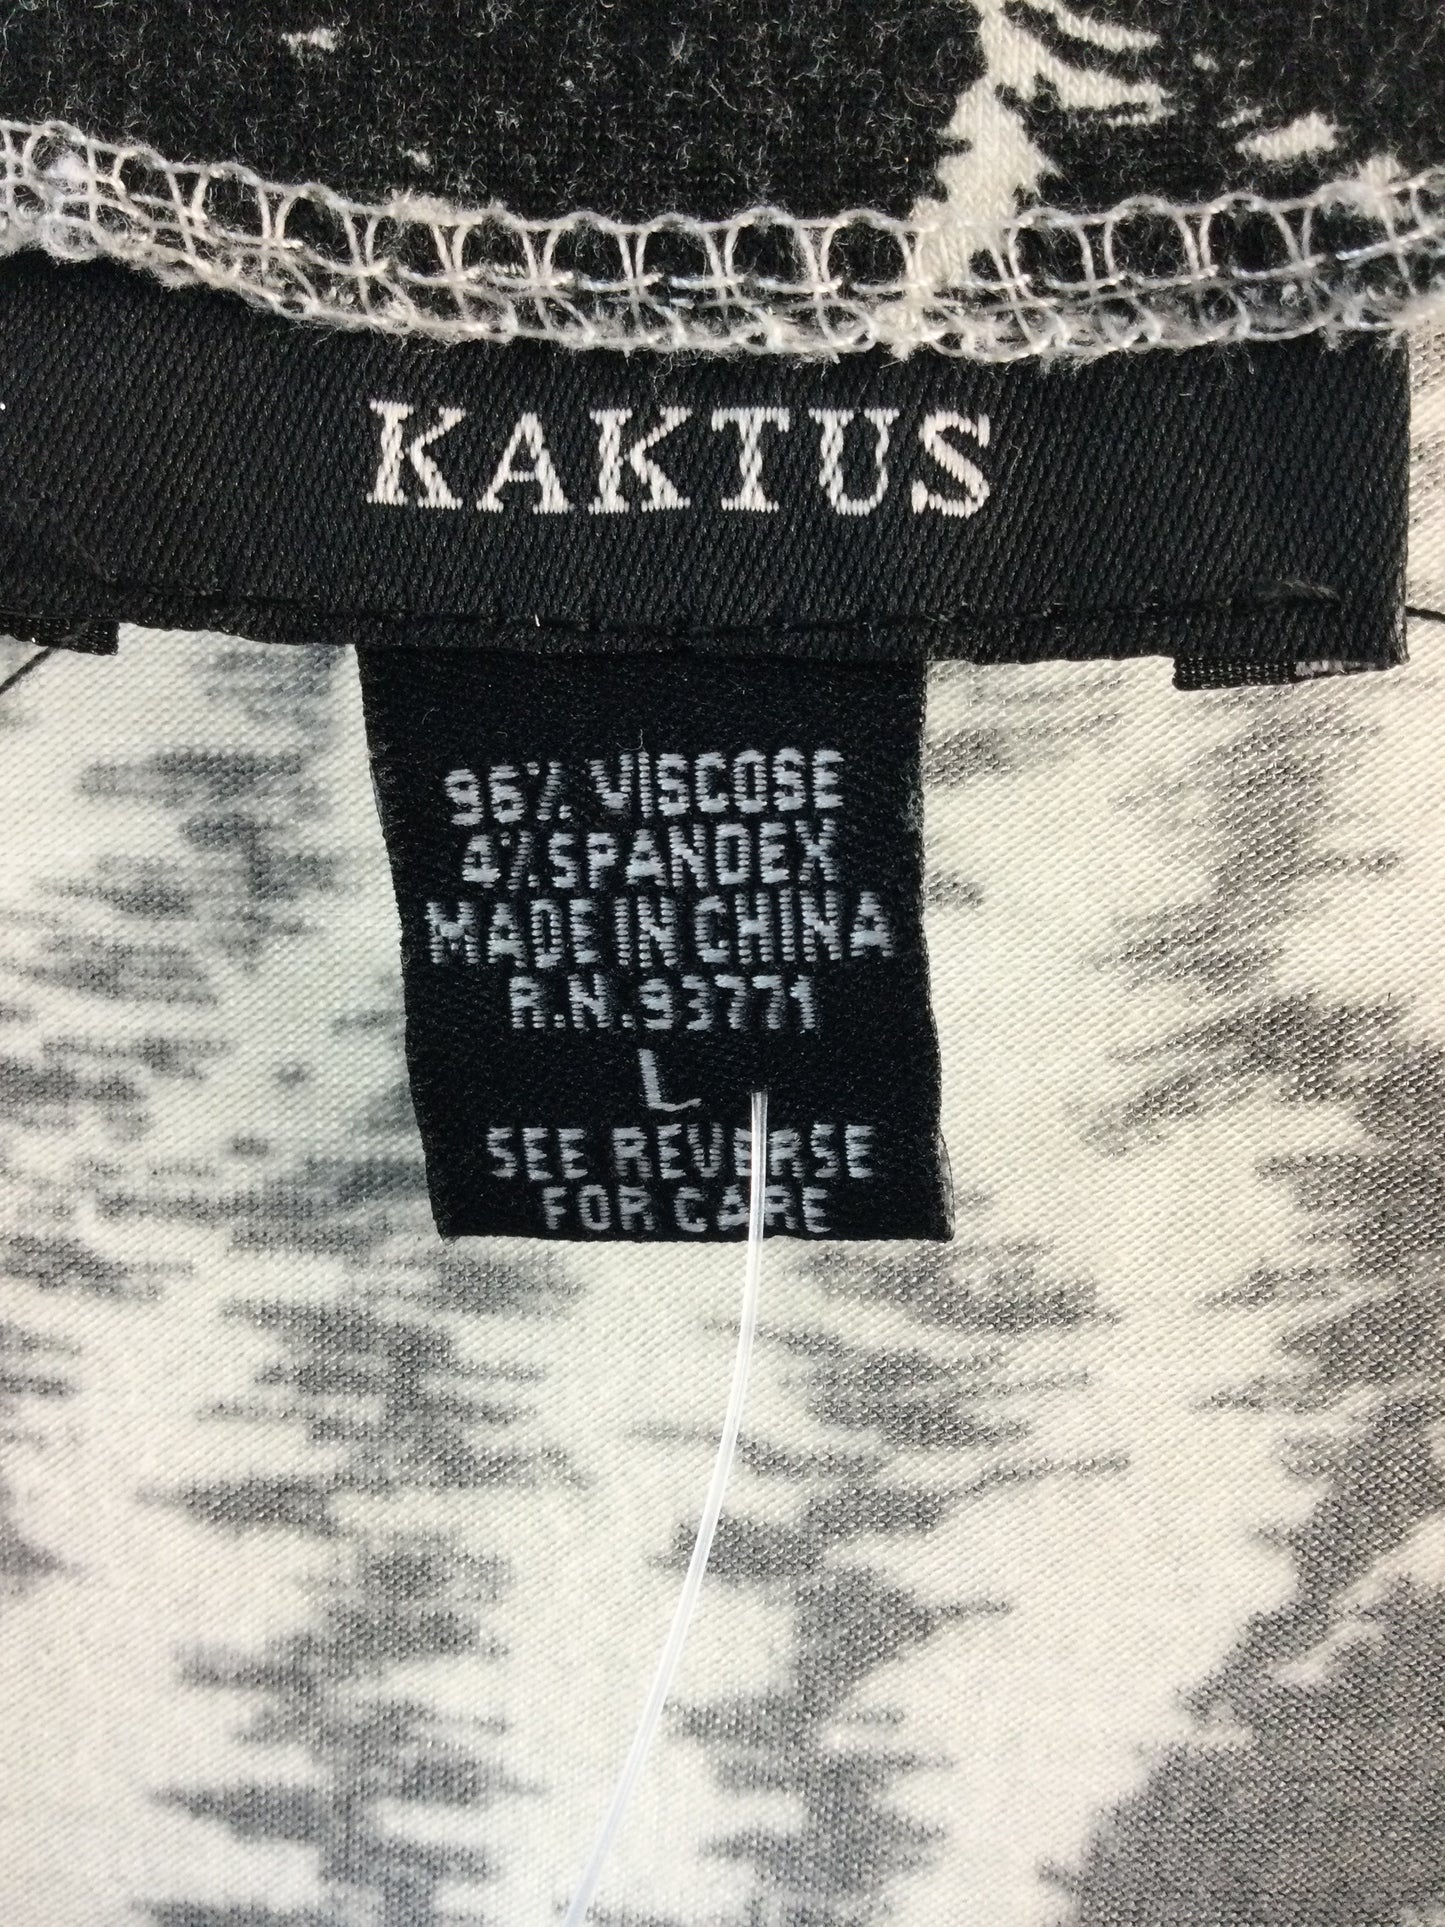 KAKTUS
96% VISCOSE
4% SPANDEX
MADE IN CHINA
R.N. 93771
L
SEE REVERSE
FOR CARE